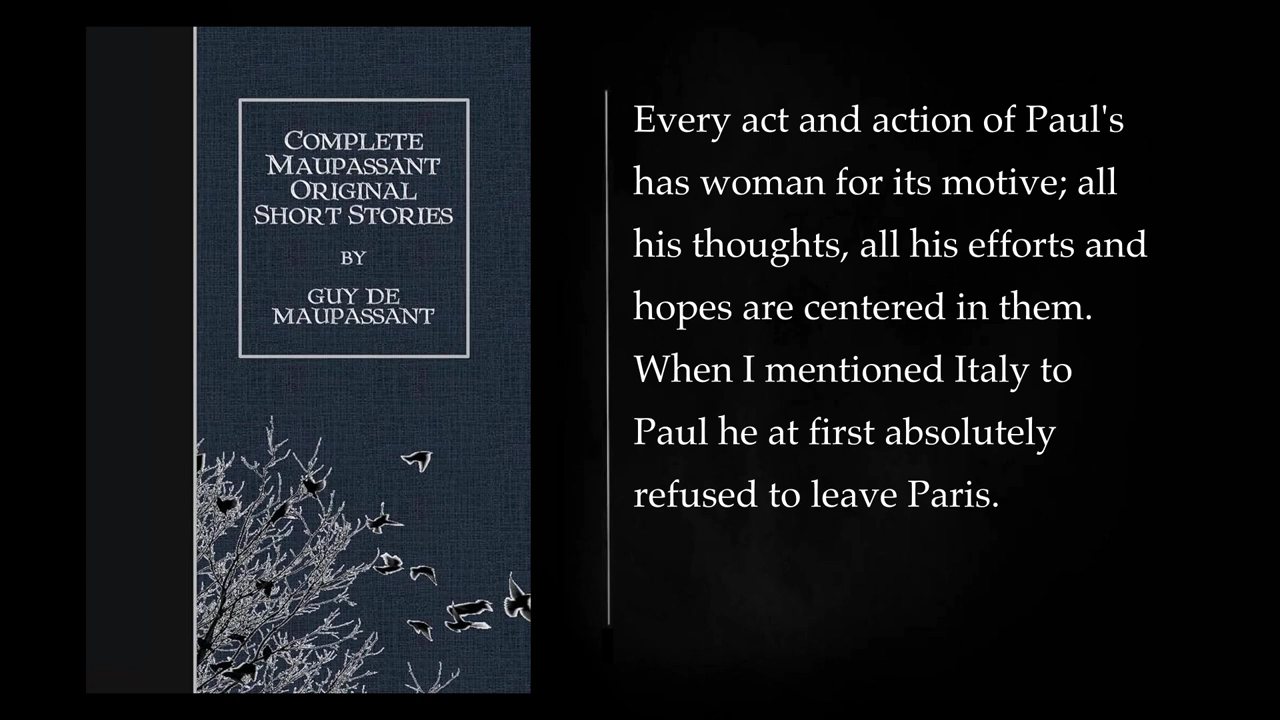 COMPLETE
MAUPASSANT
ORIGINAL
SHORT STORIES
BY
GUY DE
MAUPASSANT
Every act and action of Paul's
has woman for its motive; all
his thoughts, all his efforts and
hopes are centered in them.
When I mentioned Italy to
Paul he at first absolutely
refused to leave Paris.